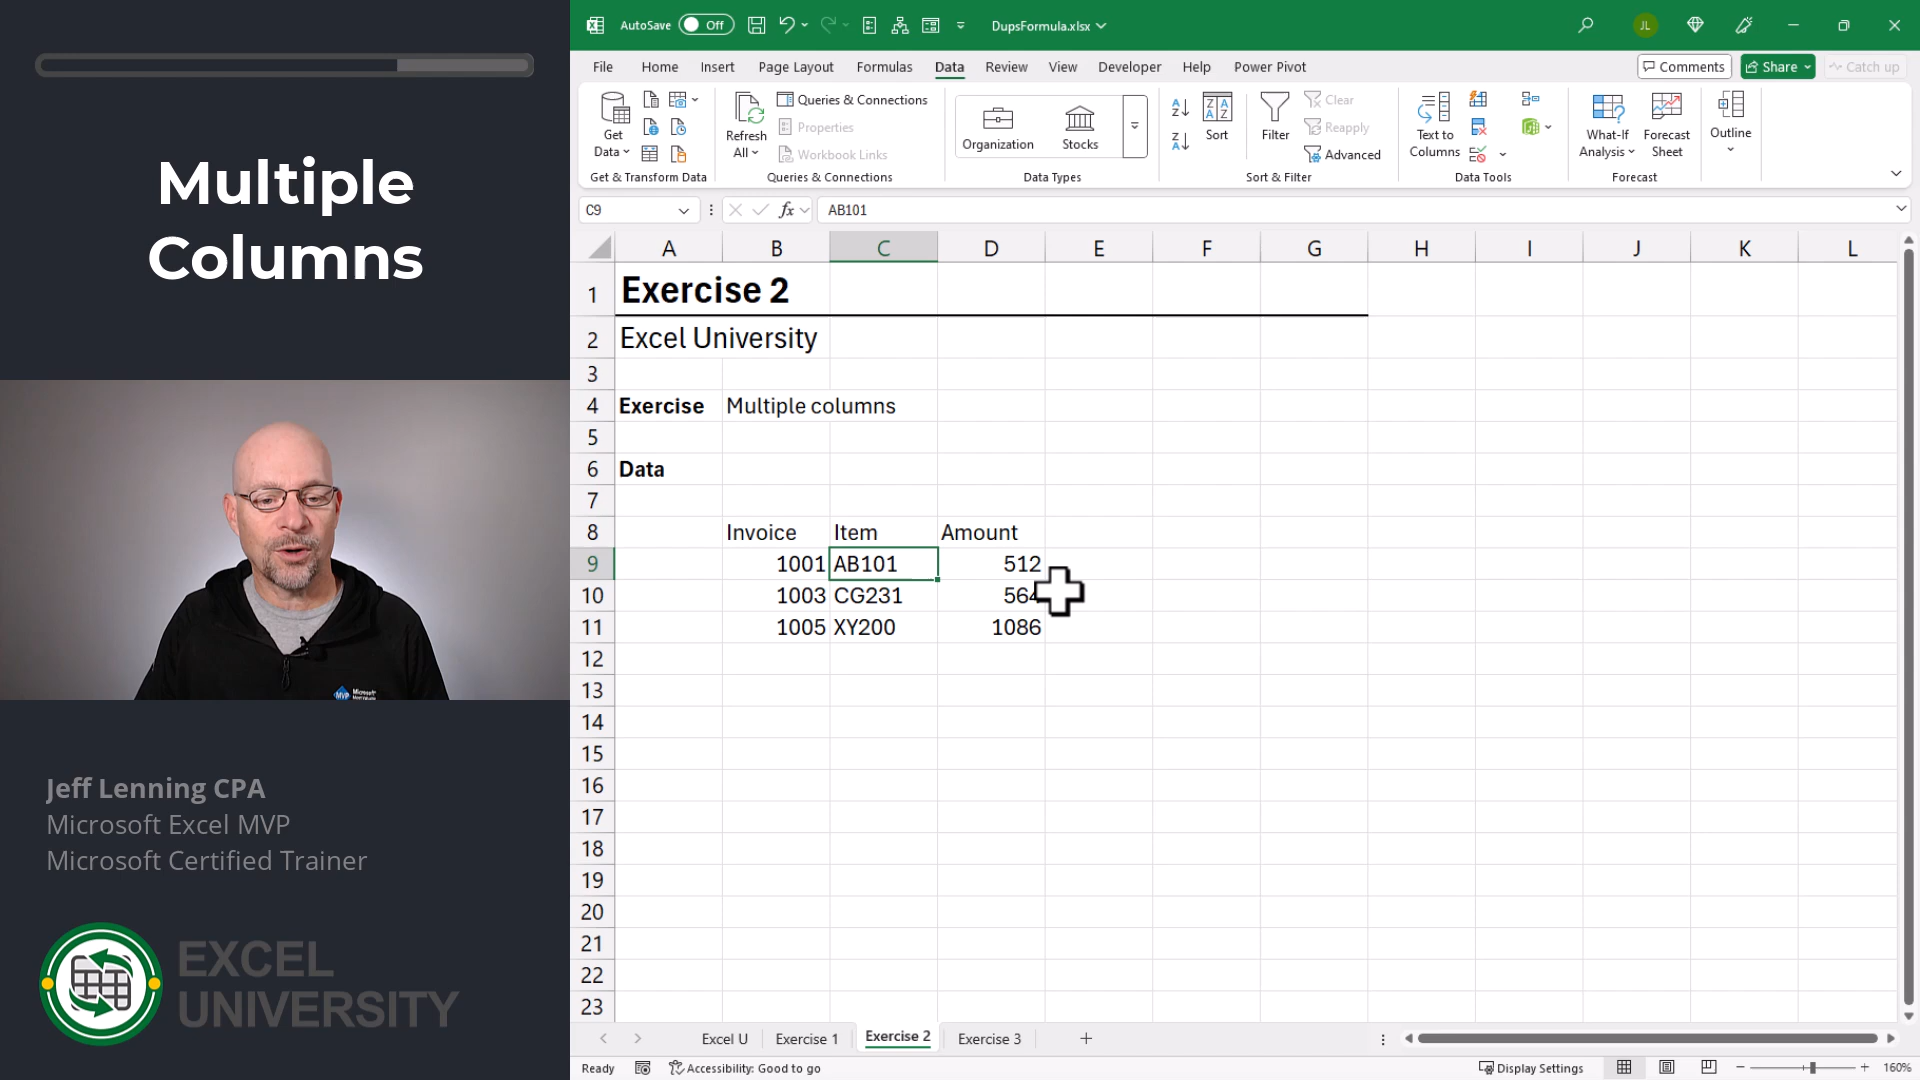 Multiple
Columns
Jeff Lenning CPA
Microsoft Excel MVP
Microsoft Certified Trainer
EXCEL
UNIVERSITY
MVP Microsoft
AutoSave Off DupsFormula.xlsx JL
File Home Insert Page Layout Formulas Data Review View Developer Help Power Pivot Comments Share Catch up
Get Data
Refresh All
Queries & Connections
Properties
Workbook Links
Organization
Stocks
Sort
Filter
Clear
Reapply
Advanced
Text to Columns
What-If Analysis
Forecast Sheet
Outline
Get & Transform Data Queries & Connections Data Types Sort & Filter Data Tools Forecast
C9 fx AB101
A B C D E F G H I J K L
1 Exercise 2
2 Excel University
3
4 Exercise Multiple columns
5
6 Data
7
8 Invoice Item Amount
9 1001 AB101 512
10 1003 CG231 564
11 1005 XY200 1086
12
13
14
15
16
17
18
19
20
21
22
23
Excel U Exercise 1 Exercise 2 Exercise 3
Ready Accessibility: Good to go Display Settings 160%